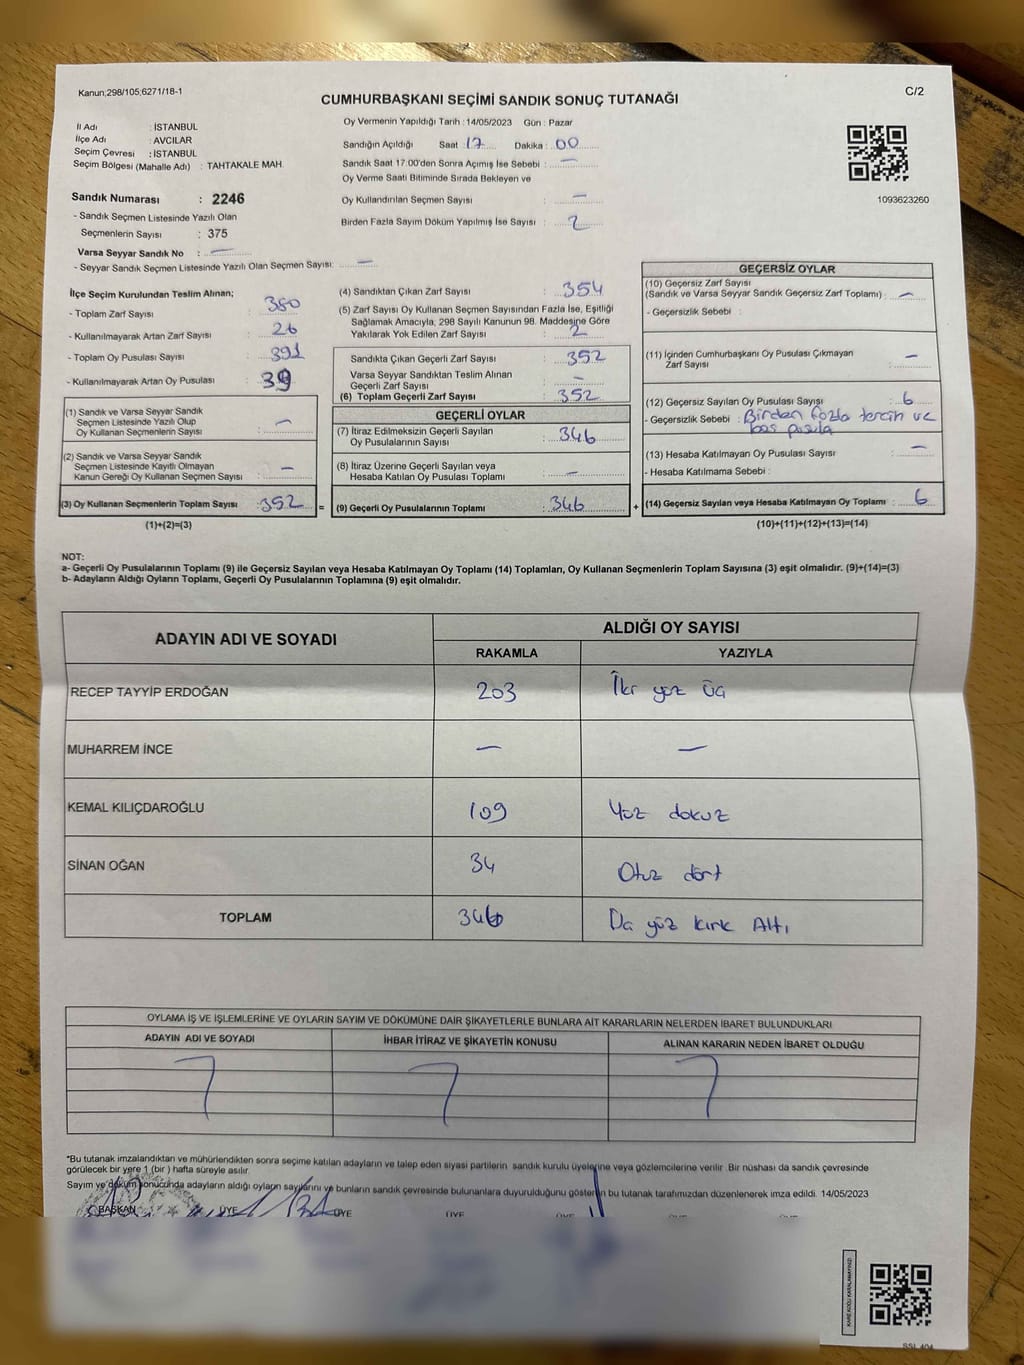 Kanun;298/105;6271/18-1
CUMHURBAŞKANI SEÇİMİ SANDIK SONUÇ TUTANAĞI
C/2
İl Adı : İSTANBUL
İlçe Adı : AVCILAR
Seçim Çevresi : İSTANBUL
Seçim Bölgesi (Mahalle Adı) : TAHTAKALE MAH.
Sandık Numarası : 2246
- Sandık Seçmen Listesinde Yazılı Olan
Seçmenlerin Sayısı : 375
Varsa Seyyar Sandık No : —
- Seyyar Sandık Seçmen Listesinde Yazılı Olan Seçmen Sayısı: —
Oy Vermenin Yapıldığı Tarih : 14/05/2023 Gün : Pazar
Sandığın Açıldığı Saat : 17 Dakika : 00
Sandık Saat 17:00'den Sonra Açımış İse Sebebi : —
Oy Verme Saati Bitiminde Sırada Bekleyen ve
Oy Kullandırılan Seçmen Sayısı : —
Birden Fazla Sayım Döküm Yapılmış İse Sayısı : 2
1093623260
İlçe Seçim Kurulundan Teslim Alınan;
- Toplam Zarf Sayısı : 380
- Kullanılmayarak Artan Zarf Sayısı : 26
- Toplam Oy Pusulası Sayısı : 391
- Kullanılmayarak Artan Oy Pusulası : 39
(1) Sandık ve Varsa Seyyar Sandık
Seçmen Listesinde Yazılı Olup
Oy Kullanan Seçmenlerin Sayısı : —
(2) Sandık ve Varsa Seyyar Sandık
Seçmen Listesinde Kayıtlı Olmayan
Kanun Gereği Oy Kullanan Seçmen Sayısı : —
(3) Oy Kullanan Seçmenlerin Toplam Sayısı : 352
(1)+(2)=(3)
(4) Sandıktan Çıkan Zarf Sayısı : 354
(5) Zarf Sayısı Oy Kullanan Seçmen Sayısından Fazla İse, Eşitliği
Sağlamak Amacıyla, 298 Sayılı Kanunun 98. Maddesine Göre
Yakılarak Yok Edilen Zarf Sayısı : 2
Sandıkta Çıkan Geçerli Zarf Sayısı : 352
Varsa Seyyar Sandıktan Teslim Alınan
Geçerli Zarf Sayısı : —
(6) Toplam Geçerli Zarf Sayısı : 352
GEÇERLİ OYLAR
(7) İtiraz Edilmeksizin Geçerli Sayılan
Oy Pusulalarının Sayısı : 346
(8) İtiraz Üzerine Geçerli Sayılan veya
Hesaba Katılan Oy Pusulaları Toplamı : —
= (9) Geçerli Oy Pusulalarının Toplamı : 346
GEÇERSİZ OYLAR
(10) Geçersiz Zarf Sayısı
(Sandık ve Varsa Seyyar Sandık Geçersiz Zarf Toplamı) : —
- Geçersizlik Sebebi :
(11) İçinden Cumhurbaşkanı Oy Pusulası Çıkmayan
Zarf Sayısı : —
(12) Geçersiz Sayılan Oy Pusulası Sayısı : 6
- Geçersizlik Sebebi : Birden fazla tercih ve
boş pusula
(13) Hesaba Katılmayan Oy Pusulası Sayısı : —
- Hesaba Katılmama Sebebi :
+ (14) Geçersiz Sayılan veya Hesaba Katılmayan Oy Toplamı : 6
(10)+(11)+(12)+(13)=(14)
NOT:
a- Geçerli Oy Pusulalarının Toplamı (9) ile Geçersiz Sayılan veya Hesaba Katılmayan Oy Toplamı (14) Toplamları, Oy Kullanan Seçmenlerin Toplam Sayısına (3) eşit olmalıdır. (9)+(14)=(3)
b- Adayların Aldığı Oyların Toplamı, Geçerli Oy Pusulalarının Toplamına (9) eşit olmalıdır.
ADAYIN ADI VE SOYADI ALDIĞI OY SAYISI
RAKAMLA YAZIYLA
RECEP TAYYİP ERDOĞAN 203 İki yüz üç
MUHARREM İNCE — —
KEMAL KILIÇDAROĞLU 109 Yüz dokuz
SİNAN OĞAN 34 Otuz dört
TOPLAM 346 yüz kırk Altı
OYLAMA İŞ VE İŞLEMLERİNE VE OYLARIN SAYIM VE DÖKÜMÜNE DAİR ŞİKAYETLERLE BUNLARA AİT KARARLARIN NELERDEN İBARET BULUNDUKLARI
ADAYIN ADI VE SOYADI İHBAR İTİRAZ VE ŞİKAYETİN KONUSU ALINAN KARARIN NEDEN İBARET OLDUĞU
*Bu tutanak imzalandıktan ve mühürlendikten sonra seçime katılan adayların ve talep eden siyasi partilerin sandık kurulu üyelerine veya gözlemcilerine verilir. Bir nüshası da sandık çevresinde
görülecek bir yere 1 (bir ) hafta süreyle asılır.
Sayım ve döküm sonucunda adayların aldığı oyların sayılarını ve bunların sandık çevresinde bulunanlara duyurulduğunu gösteren bu tutanak tarafımızdan düzenlenerek imza edildi. 14/05/2023
BAŞKAN ÜYE ÜYE ÜYE